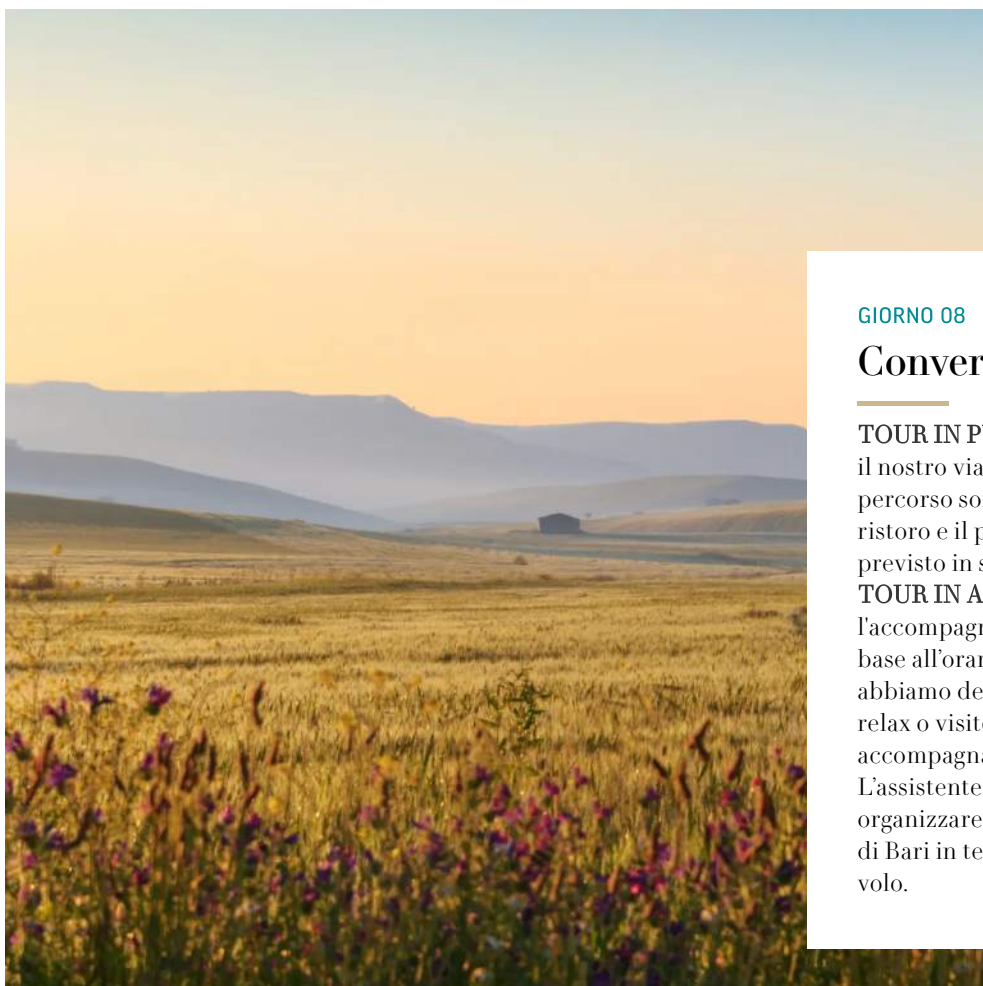 GIORNO 08
Conver
TOUR IN P
il nostro via
percorso so
ristoro e il p
previsto in s
TOUR IN A
l'accompagn
base all’orar
abbiamo de
relax o visit
accompagna
L’assistente
organizzare
di Bari in te
volo.